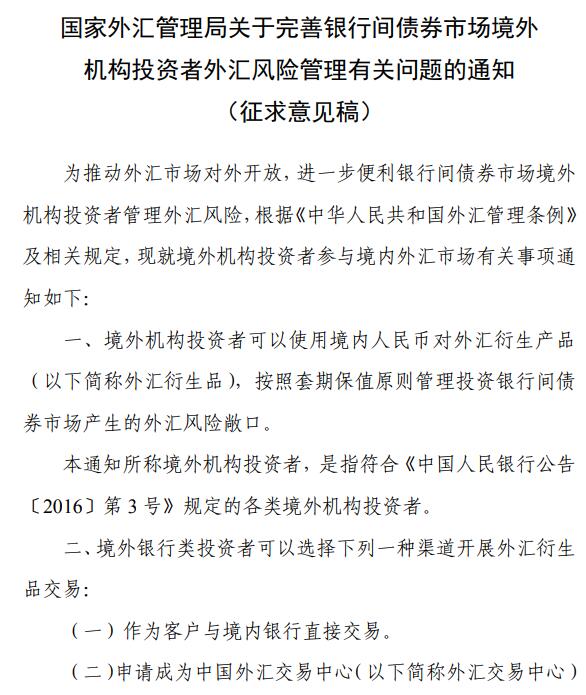 国家外汇管理局关于完善银行间债券市场境外
机构投资者外汇风险管理有关问题的通知
（征求意见稿）
为推动外汇市场对外开放，进一步便利银行间债券市场境外
机构投资者管理外汇风险，根据《中华人民共和国外汇管理条例》
及相关规定，现就境外机构投资者参与境内外汇市场有关事项通
知如下：
一、境外机构投资者可以使用境内人民币对外汇衍生产品
（以下简称外汇衍生品），按照套期保值原则管理投资银行间债
券市场产生的外汇风险敞口。
本通知所称境外机构投资者，是指符合《中国人民银行公告
〔2016〕第 3 号》规定的各类境外机构投资者。
二、境外银行类投资者可以选择下列一种渠道开展外汇衍生
品交易：
（一）作为客户与境内银行直接交易。
（二）申请成为中国外汇交易中心（以下简称外汇交易中心）